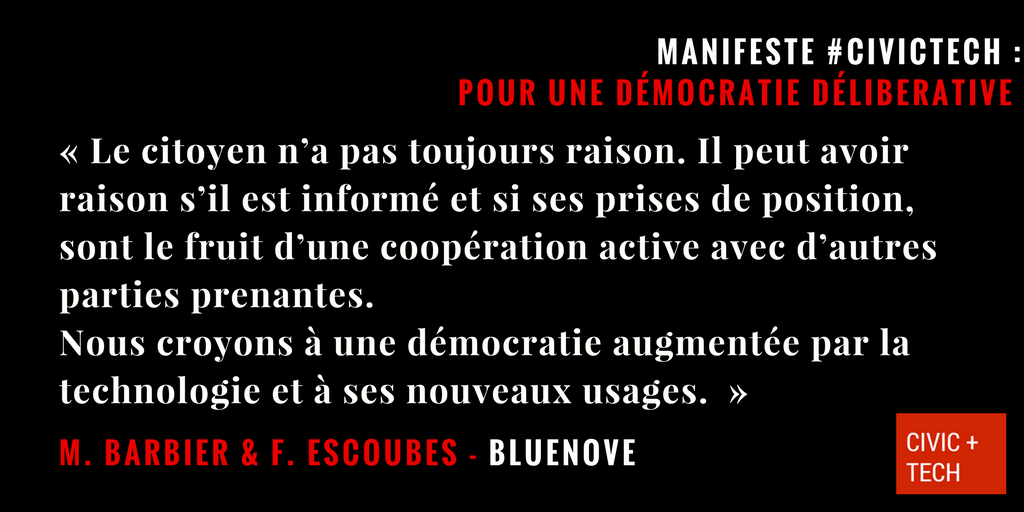 MANIFESTE #CIVICTECH :
POUR UNE DÉMOCRATIE DÉLIBERATIVE
« Le citoyen n’a pas toujours raison. Il peut avoir
raison s’il est informé et si ses prises de position,
sont le fruit d’une coopération active avec d’autres
parties prenantes.
Nous croyons à une démocratie augmentée par la
technologie et à ses nouveaux usages.  »
M. BARBIER & F. ESCOUBES - BLUENOVE
CIVIC +
TECH